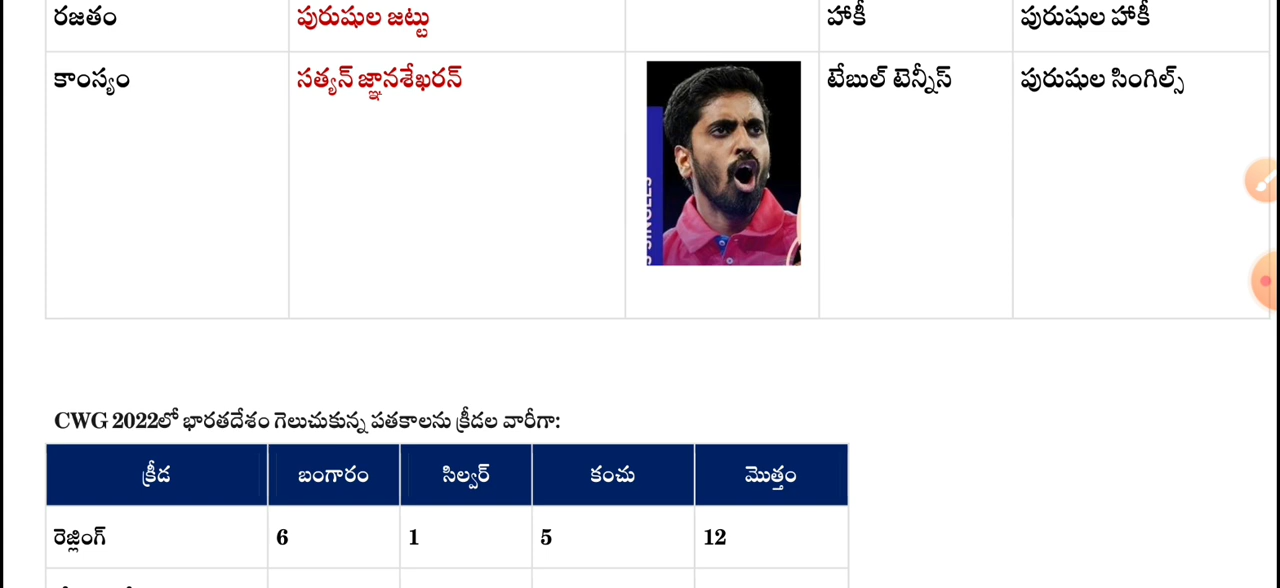 రజతం పురుషుల జట్టు హాకీ పురుషుల హాకీ
కాంస్యం సత్యన్ జ్ఞానశేఖరన్ టేబుల్ టెన్నీస్ పురుషుల సింగిల్స్
CWG 2022లో భారతదేశం గెలుచుకున్న పతకాలను క్రీడల వారీగా:
క్రీడ బంగారం సిల్వర్ కంచు మొత్తం
రెజ్లింగ్ 6 1 5 12